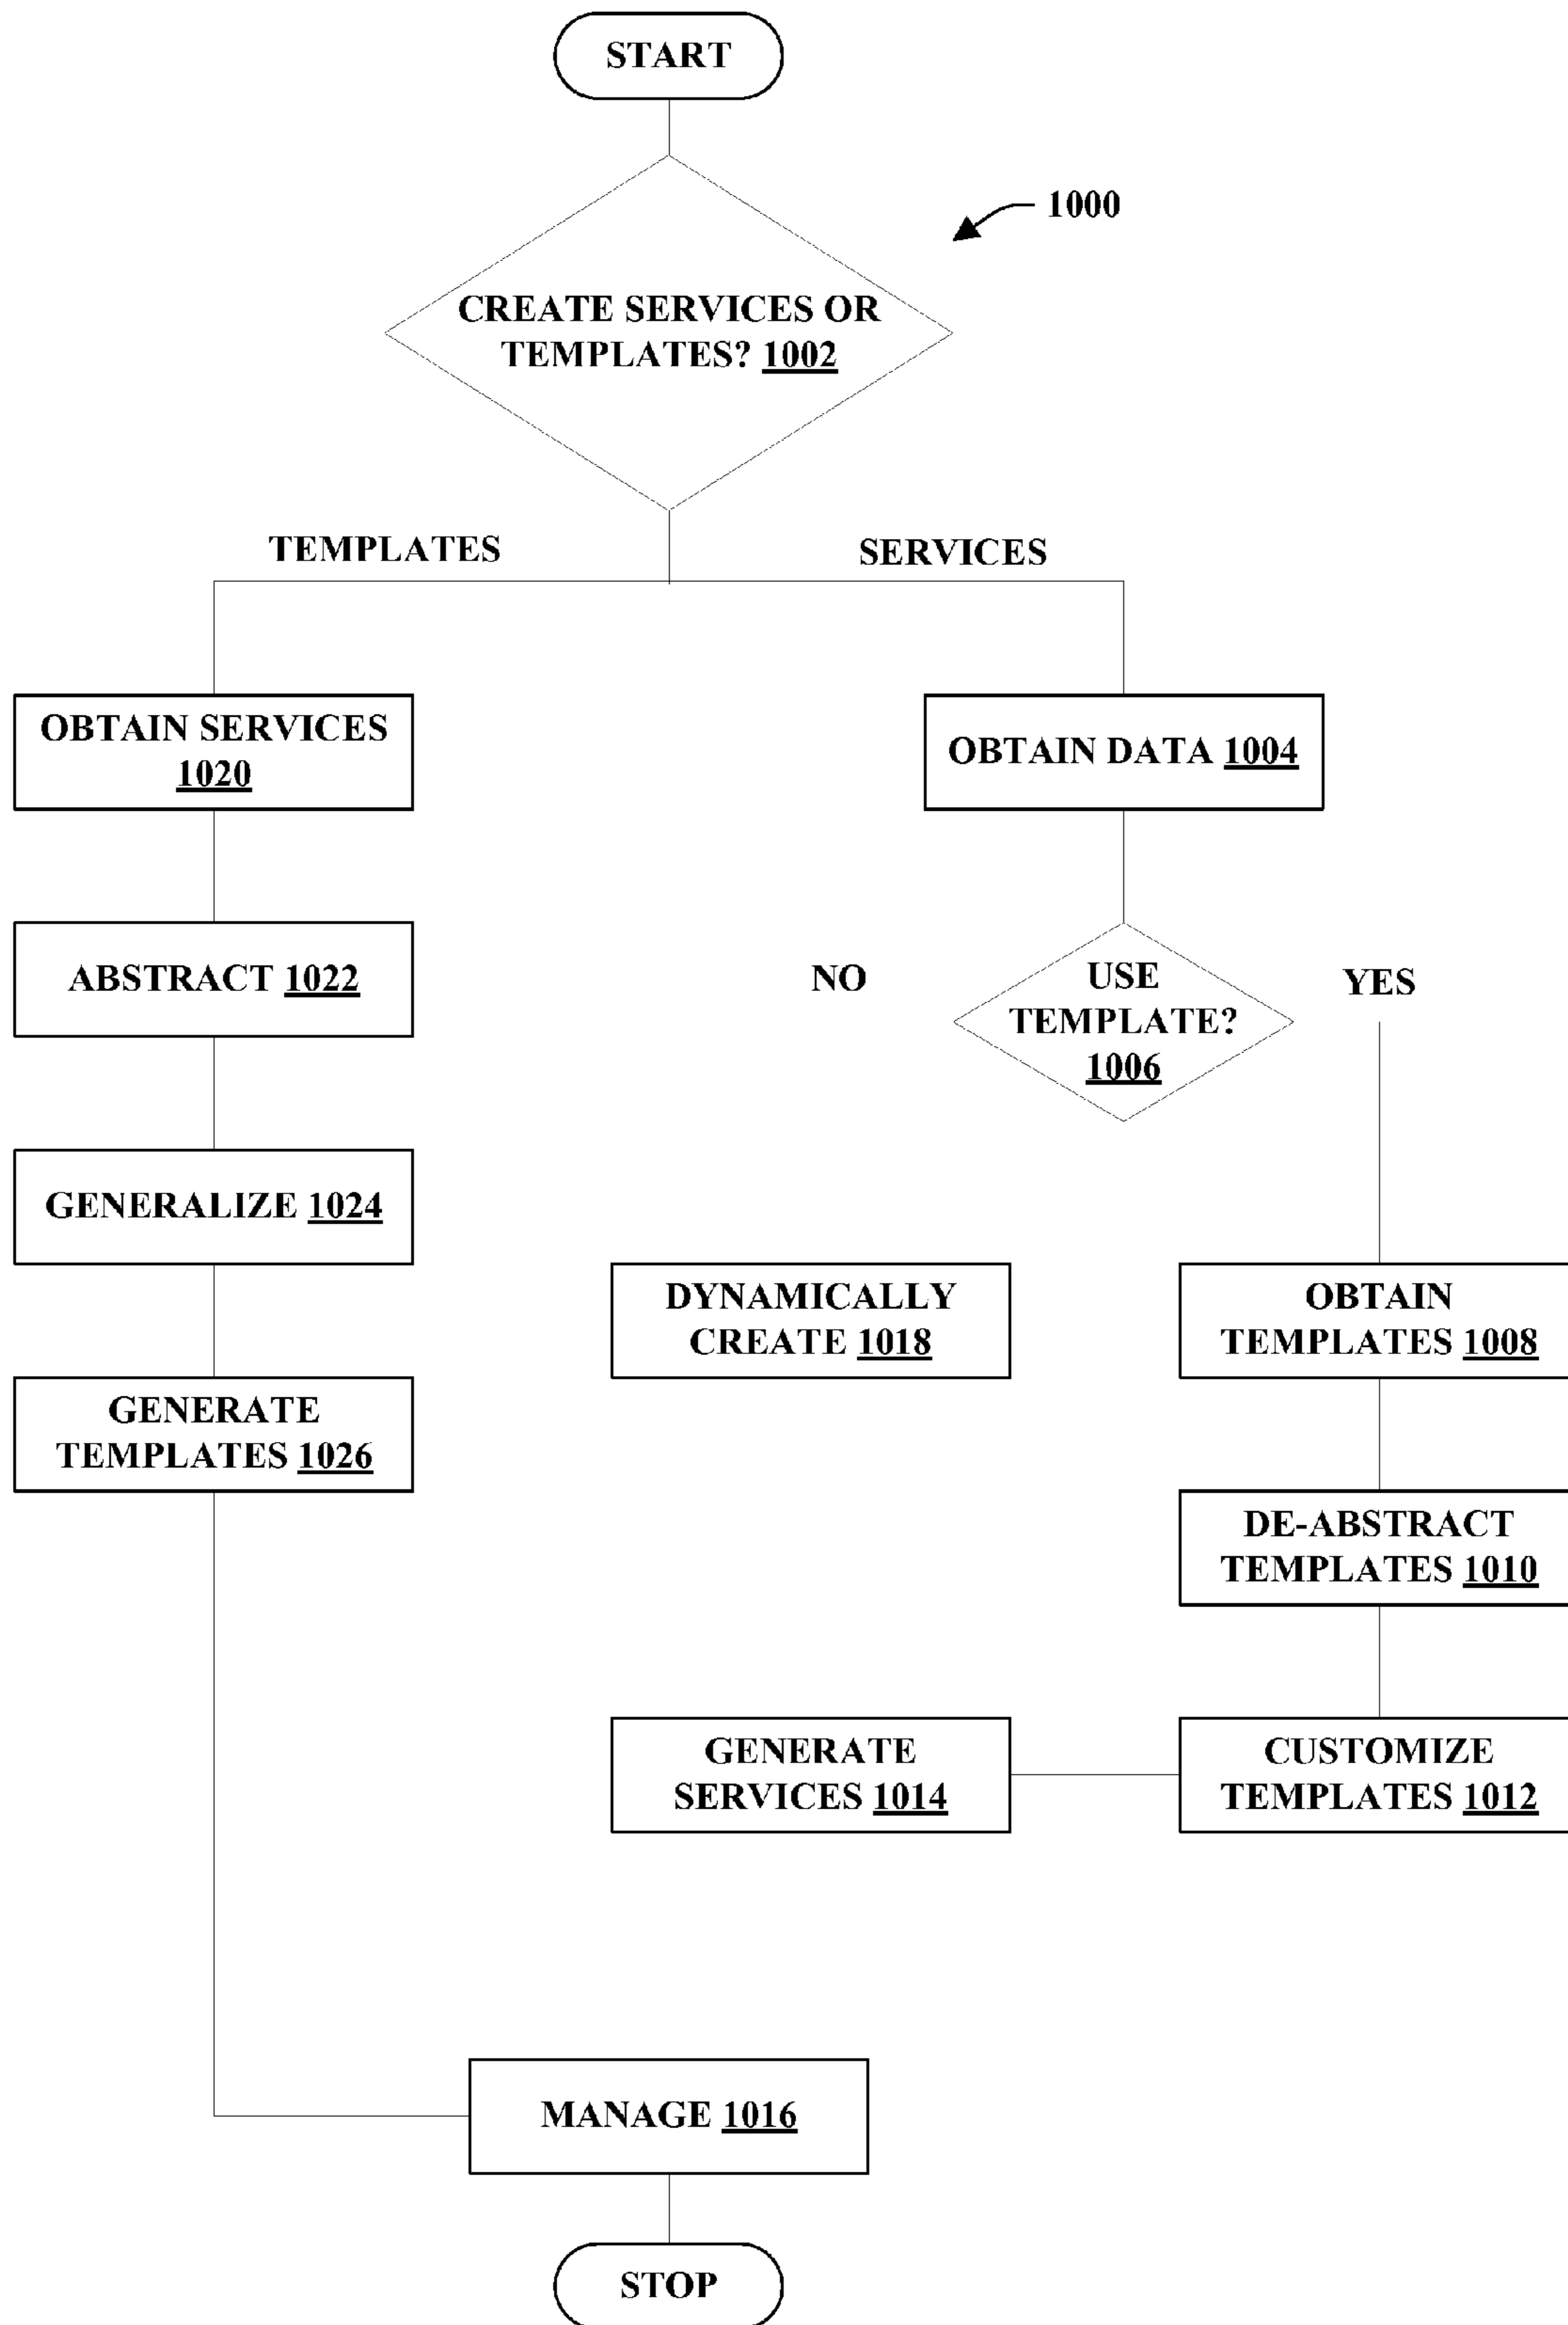 START
1000
CREATE SERVICES OR
TEMPLATES? 1002
TEMPLATES
SERVICES
OBTAIN SERVICES
1020
OBTAIN DATA 1004
ABSTRACT 1022
NO
USE
TEMPLATE?
1006
YES
GENERALIZE 1024
DYNAMICALLY
CREATE 1018
OBTAIN
TEMPLATES 1008
GENERATE
TEMPLATES 1026
DE-ABSTRACT
TEMPLATES 1010
GENERATE
SERVICES 1014
CUSTOMIZE
TEMPLATES 1012
MANAGE 1016
STOP